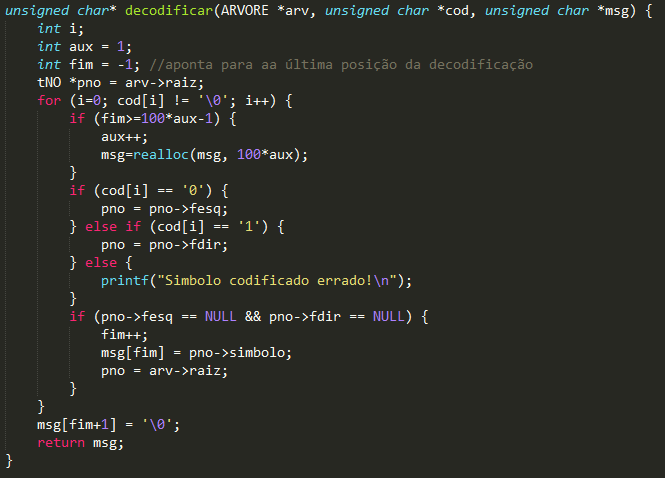 unsigned char* decodificar(ARVORE *arv, unsigned char *cod, unsigned char *msg) {
    int i;
    int aux = 1;
    int fim = -1; //aponta para aa última posição da decodificação
    tNO *pno = arv->raiz;
    for (i=0; cod[i] != '\0'; i++) {
        if (fim>=100*aux-1) {
            aux++;
            msg=realloc(msg, 100*aux);
        }
        if (cod[i] == '0') {
            pno = pno->fesq;
        } else if (cod[i] == '1') {
            pno = pno->fdir;
        } else {
            printf("Simbolo codificado errado!\n");
        }
        if (pno->fesq == NULL && pno->fdir == NULL) {
            fim++;
            msg[fim] = pno->simbolo;
            pno = arv->raiz;
        }
    }
    msg[fim+1] = '\0';
    return msg;
}